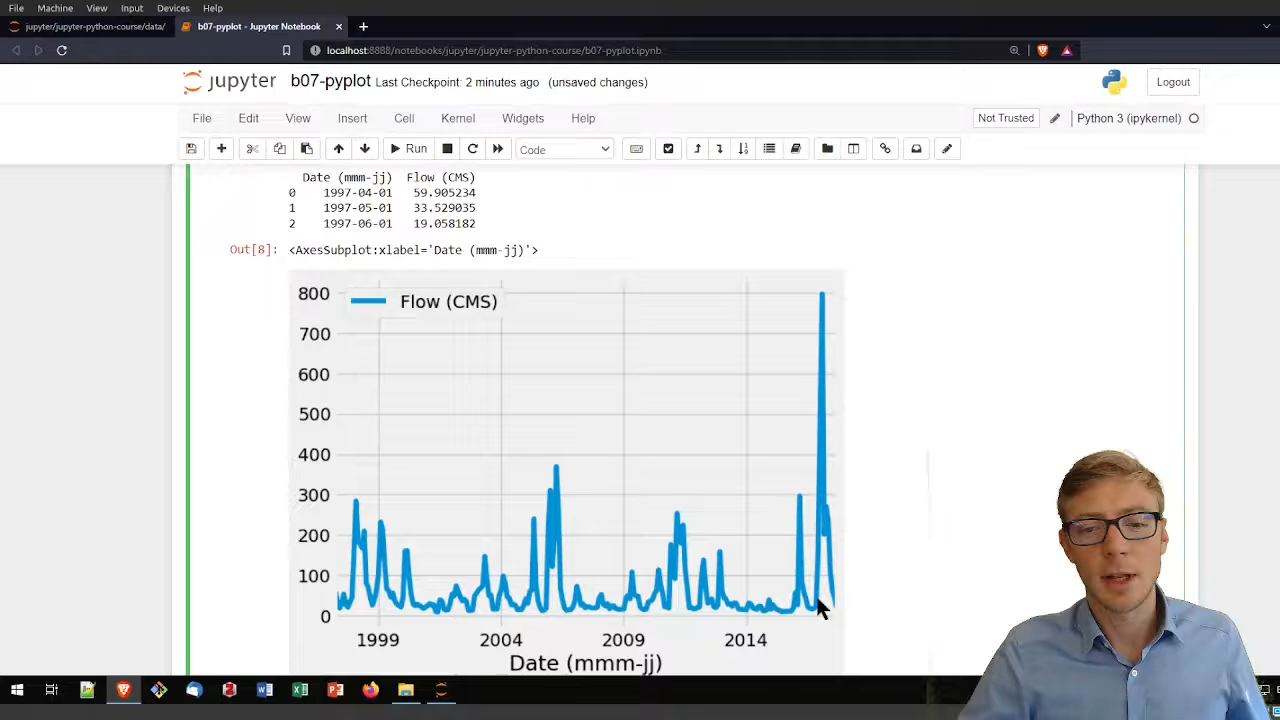 File Machine View Input Devices Help
jupyter/jupyter-python-course/data/
b07-pyplot - Jupyter Notebook
localhost:8888/notebooks/jupyter/jupyter-python-course/b07-pyplot.ipynb
jupyter b07-pyplot Last Checkpoint: 2 minutes ago (unsaved changes)
Logout
File Edit View Insert Cell Kernel Widgets Help
Not Trusted
Python 3 (ipykernel)
Run
Code
Date (mmm-jj) Flow (CMS)
0 1997-04-01 59.905234
1 1997-05-01 33.529035
2 1997-06-01 19.058182
Out[8]: <AxesSubplot:xlabel='Date (mmm-jj)'>
Flow (CMS)
800
700
600
500
400
300
200
100
0
1999 2004 2009 2014
Date (mmm-jj)